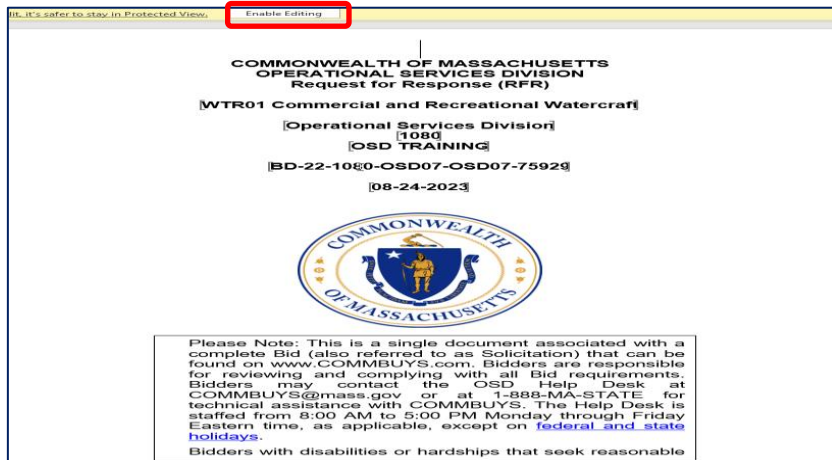 fit, it's safer to stay in Protected View. Enable Editing
COMMONWEALTH OF MASSACHUSETTS
OPERATIONAL SERVICES DIVISION
Request for Response (RFR)
[WTR01 Commercial and Recreational Watercraft]
[Operational Services Division]
[1080]
[OSD TRAINING]
[BD-22-1080-OSD07-OSD07-75929]
[08-24-2023]
COMMONWEALTH
OF MASSACHUSETTS
Please Note: This is a single document associated with a
complete Bid (also referred to as Solicitation) that can be
found on www.COMMBUYS.com. Bidders are responsible
for reviewing and complying with all Bid requirements.
Bidders may contact the OSD Help Desk at
COMMBUYS@mass.gov or at 1-888-MA-STATE for
technical assistance with COMMBUYS. The Help Desk is
staffed from 8:00 AM to 5:00 PM Monday through Friday
Eastern time, as applicable, except on federal and state
holidays.
Bidders with disabilities or hardships that seek reasonable